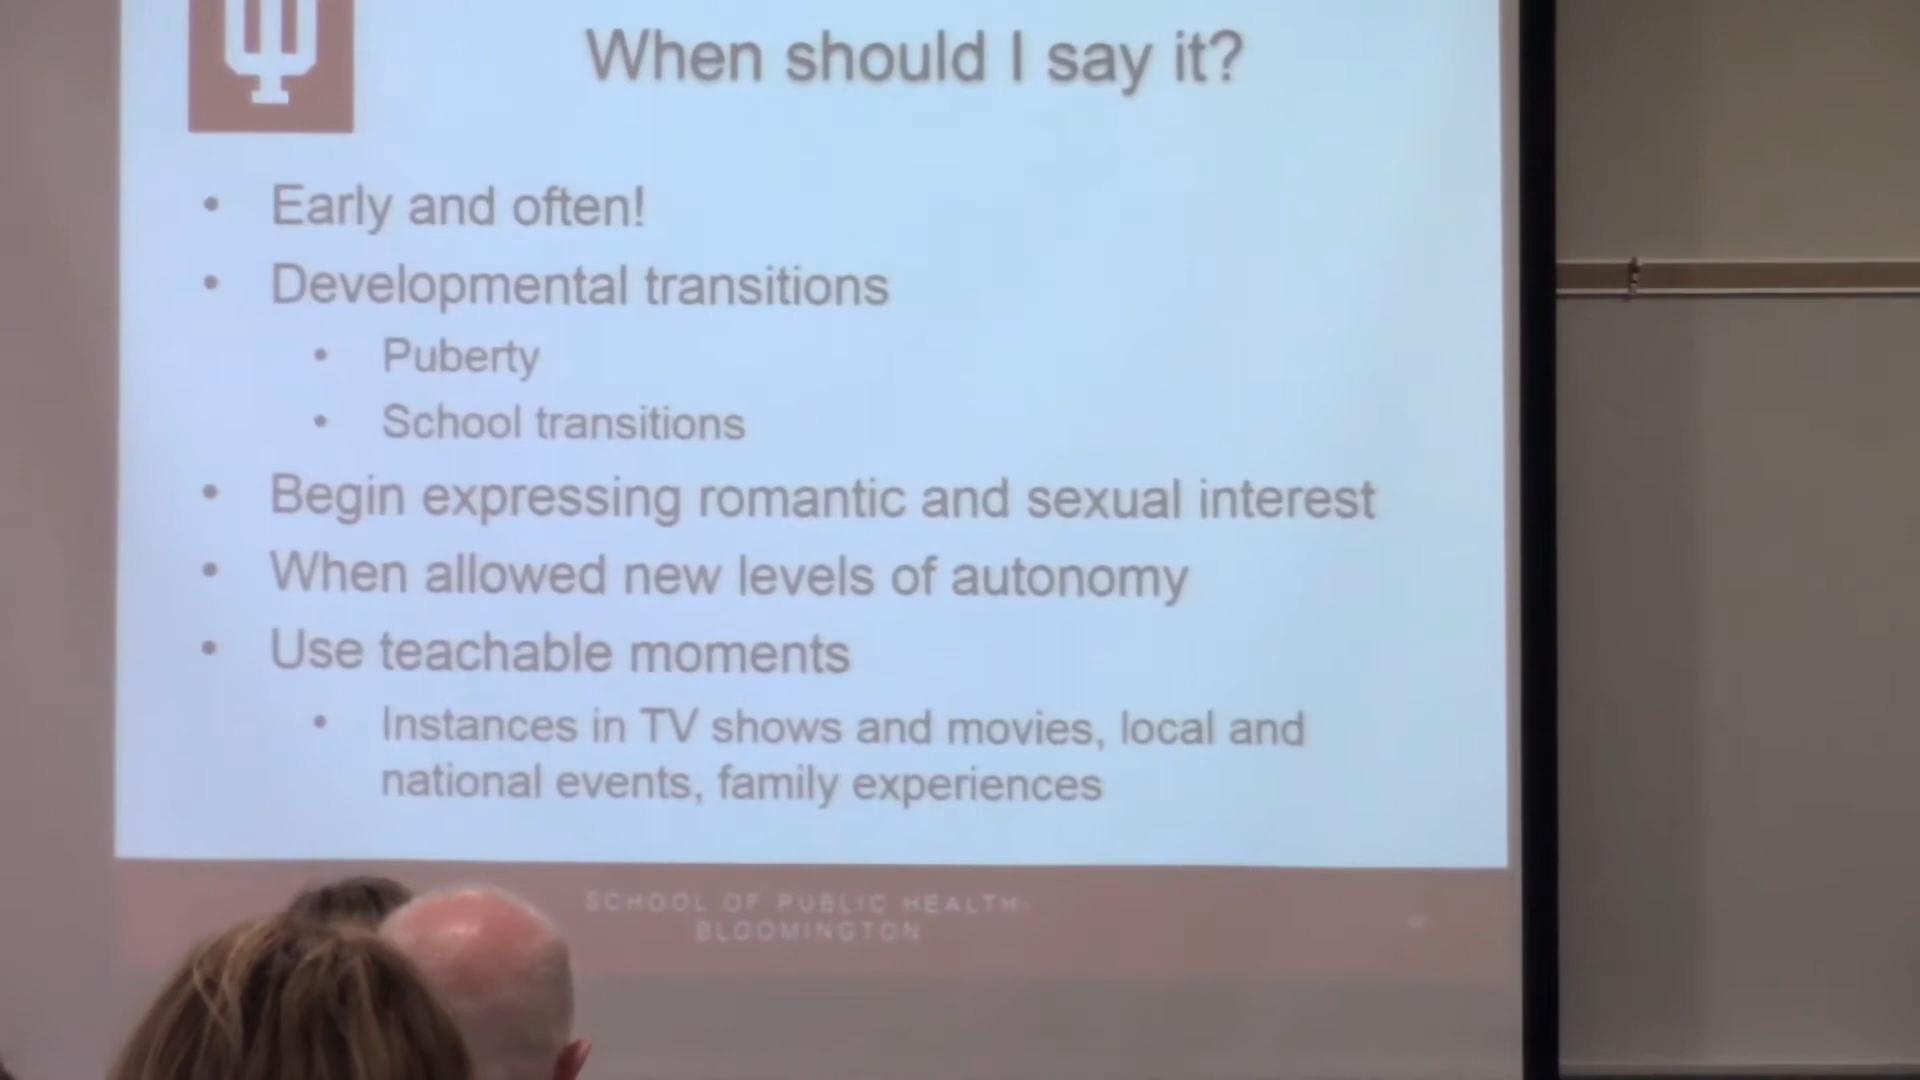 When should I say it?
• Early and often!
• Developmental transitions
• Puberty
• School transitions
• Begin expressing romantic and sexual interest
• When allowed new levels of autonomy
• Use teachable moments
• Instances in TV shows and movies, local and
national events, family experiences
SCHOOL OF PUBLIC HEALTH-
BLOOMINGTON